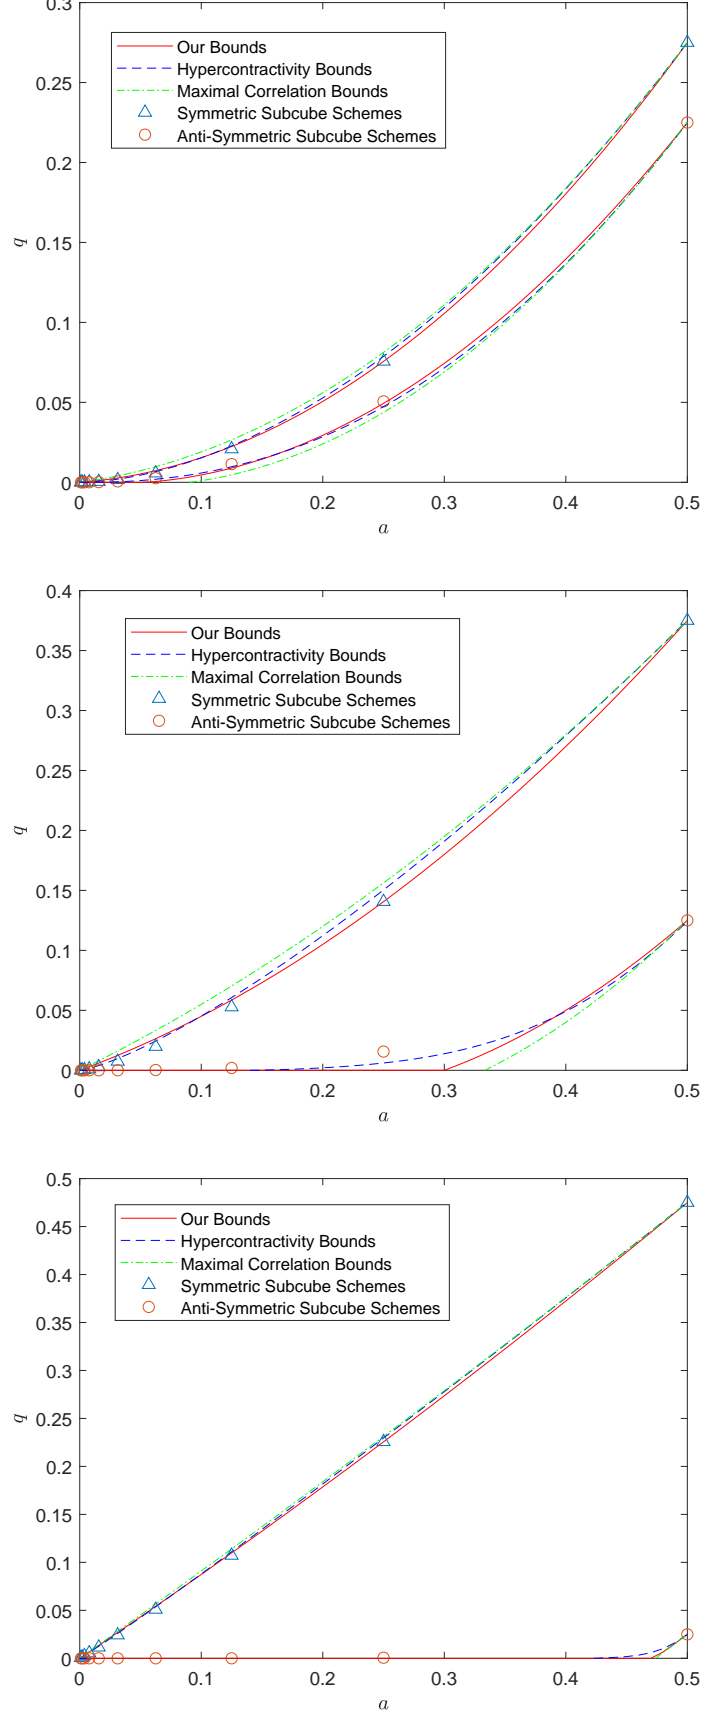 0.3
0.25
0.2
0.15
0.1
0.05
0
q
Our Bounds
Hypercontractivity Bounds
Maximal Correlation Bounds
Symmetric Subcube Schemes
Anti-Symmetric Subcube Schemes
0 0.1 0.2 0.3 0.4 0.5
a
0.4
0.35
0.3
0.25
0.2
0.15
0.1
0.05
0
q
Our Bounds
Hypercontractivity Bounds
Maximal Correlation Bounds
Symmetric Subcube Schemes
Anti-Symmetric Subcube Schemes
0 0.1 0.2 0.3 0.4 0.5
a
0.5
0.45
0.4
0.35
0.3
0.25
0.2
0.15
0.1
0.05
0
q
Our Bounds
Hypercontractivity Bounds
Maximal Correlation Bounds
Symmetric Subcube Schemes
Anti-Symmetric Subcube Schemes
0 0.1 0.2 0.3 0.4 0.5
a